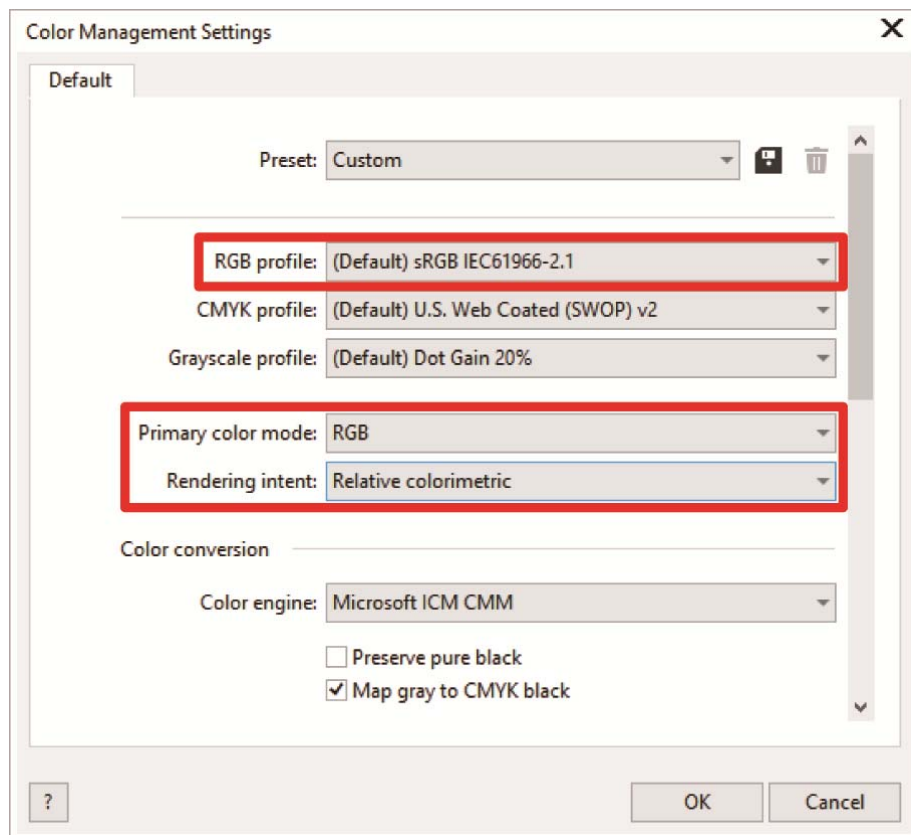 Color Management Settings
Default
Preset: Custom
RGB profile: (Default) sRGB IEC61966-2.1
CMYK profile: (Default) U.S. Web Coated (SWOP) v2
Grayscale profile: (Default) Dot Gain 20%
Primary color mode: RGB
Rendering intent: Relative colorimetric
Color conversion
Color engine: Microsoft ICM CMM
Preserve pure black
Map gray to CMYK black
? OK Cancel